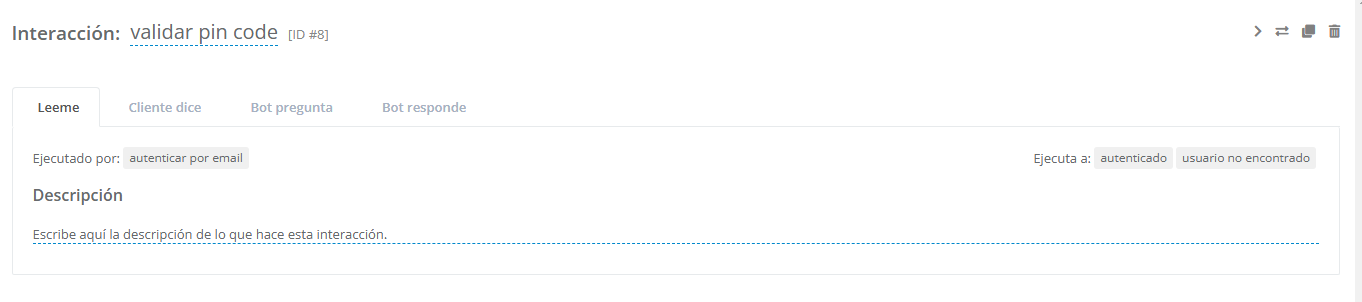 Interacción: validar pin code [ID #8]
Leeme Cliente dice Bot pregunta Bot responde
Ejecutado por: autenticar por email Ejecuta a: autenticado usuario no encontrado
Descripción
Escribe aquí la descripción de lo que hace esta interacción.